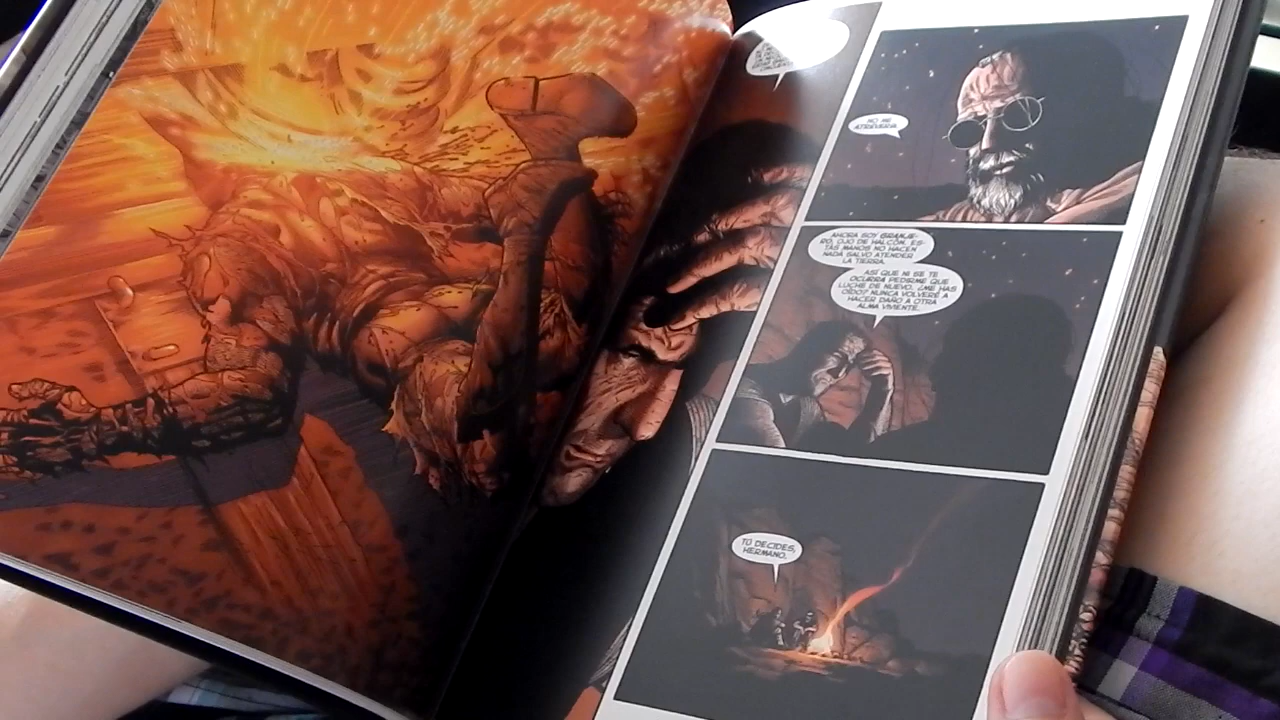 NO ME
ATREVERÍA.
AHORA SOY GRANJE-
RO, OJO DE HALCÓN. ES-
TAS MANOS NO HACEN
NADA SALVO ATENDER
LA TIERRA.
ASÍ QUE NI SE TE
OCURRA PEDIRME QUE
LUCHE DE NUEVO. ¿ME HAS
OÍDO? NUNCA VOLVERÉ A
HACER DAÑO A OTRA
ALMA VIVIENTE.
TÚ DECIDES,
HERMANO.